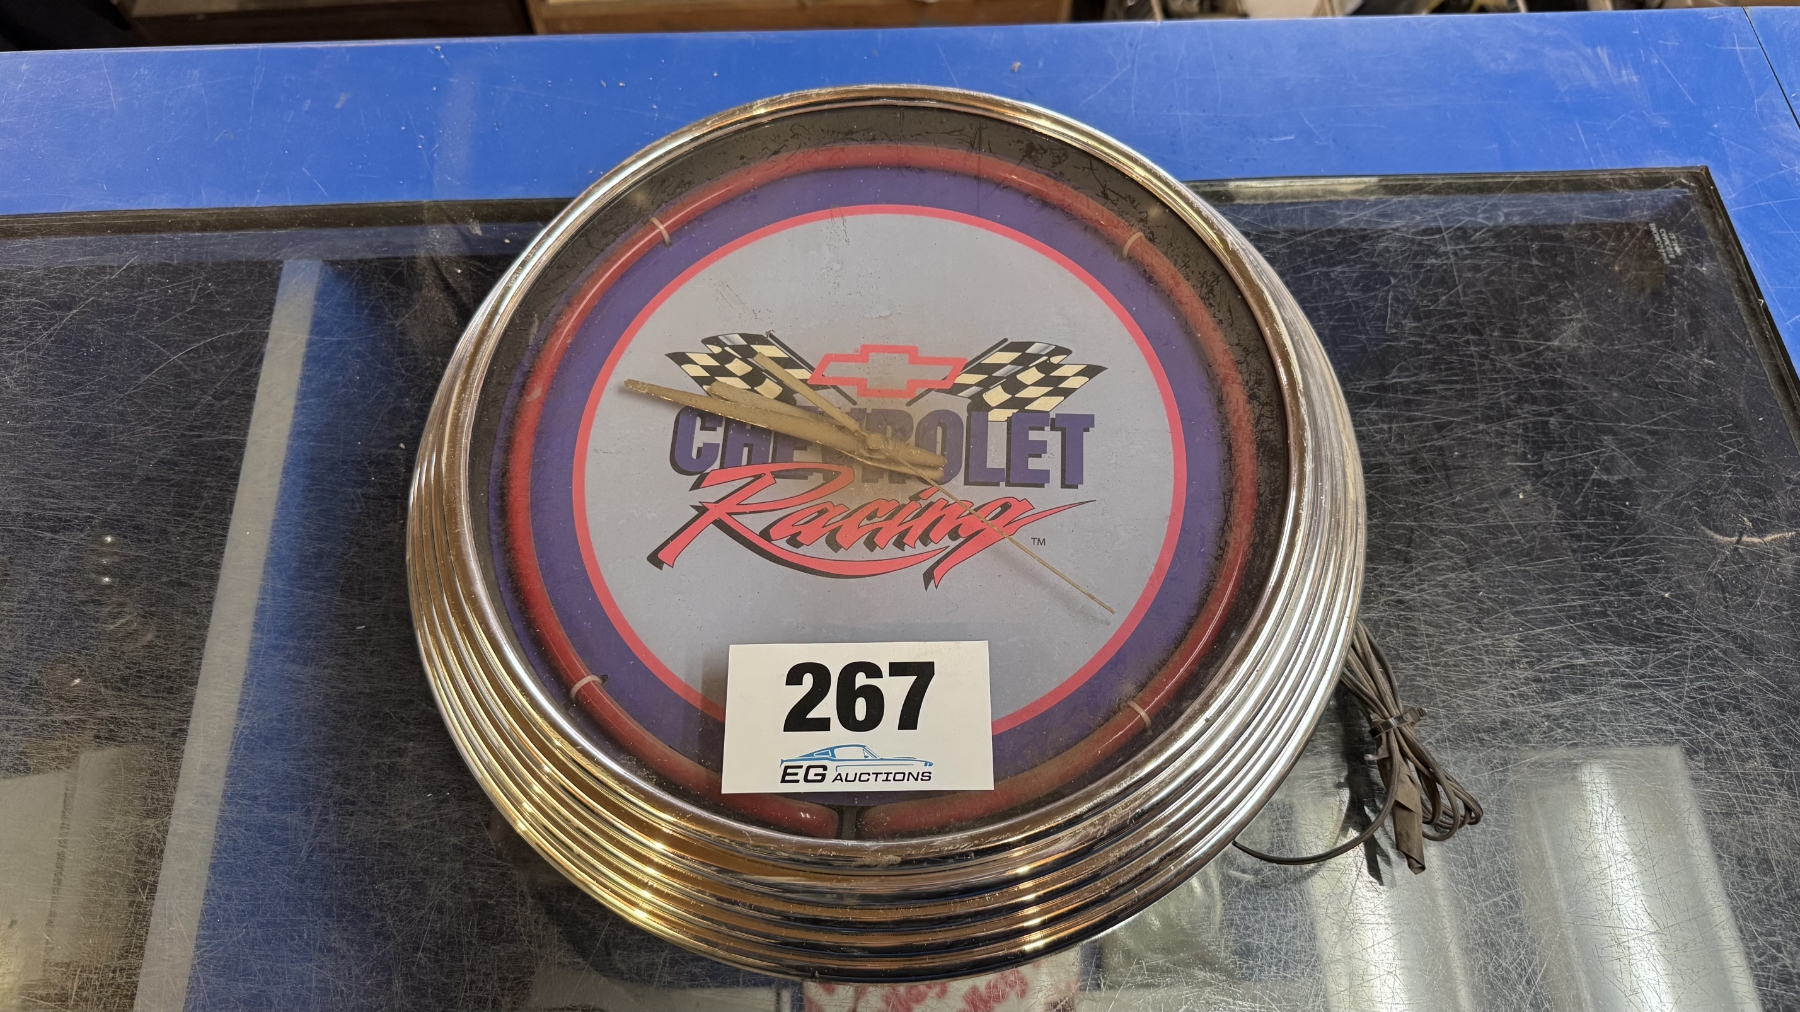 CHEVROLET
Racing
TM
267
EG AUCTIONS